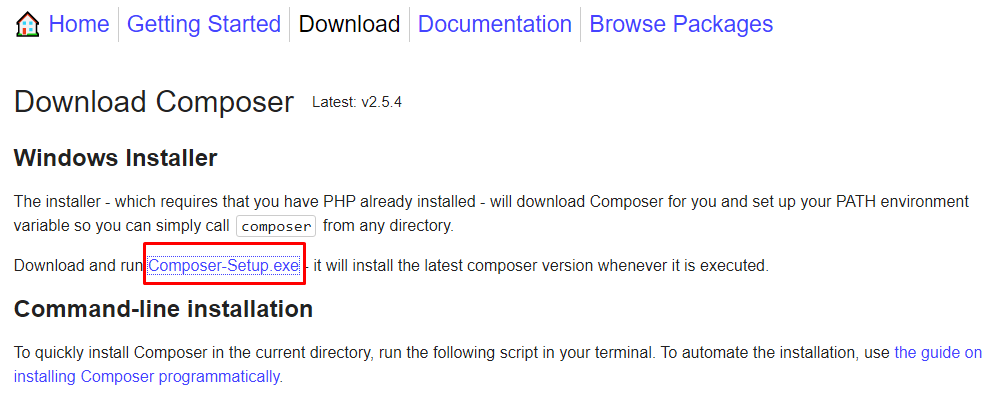 Home Getting Started Download Documentation Browse Packages
Download Composer Latest: v2.5.4
Windows Installer
The installer - which requires that you have PHP already installed - will download Composer for you and set up your PATH environment
variable so you can simply call composer from any directory.
Download and run Composer-Setup.exe - it will install the latest composer version whenever it is executed.
Command-line installation
To quickly install Composer in the current directory, run the following script in your terminal. To automate the installation, use the guide on
installing Composer programmatically.